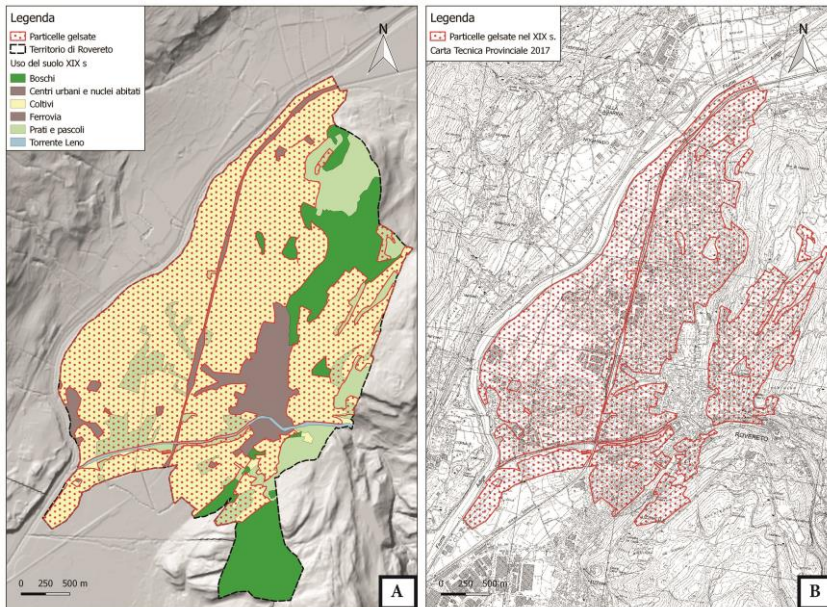 Legenda
Particelle gelsate
Territorio di Rovereto
Uso del suolo XIX s
Boschi
Centri urbani e nuclei abitati
Coltivi
Ferrovia
Prati e pascoli
Torrente Leno
N
0 250 500 m
A
Legenda
Particelle gelsate nel XIX s.
Carta Tecnica Provinciale 2017
N
ROVERETO
0 250 500 m
B